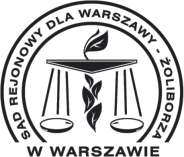 SĄD REJONOWY DLA WARSZAWY - ŻOLIBORZA
W WARSZAWIE